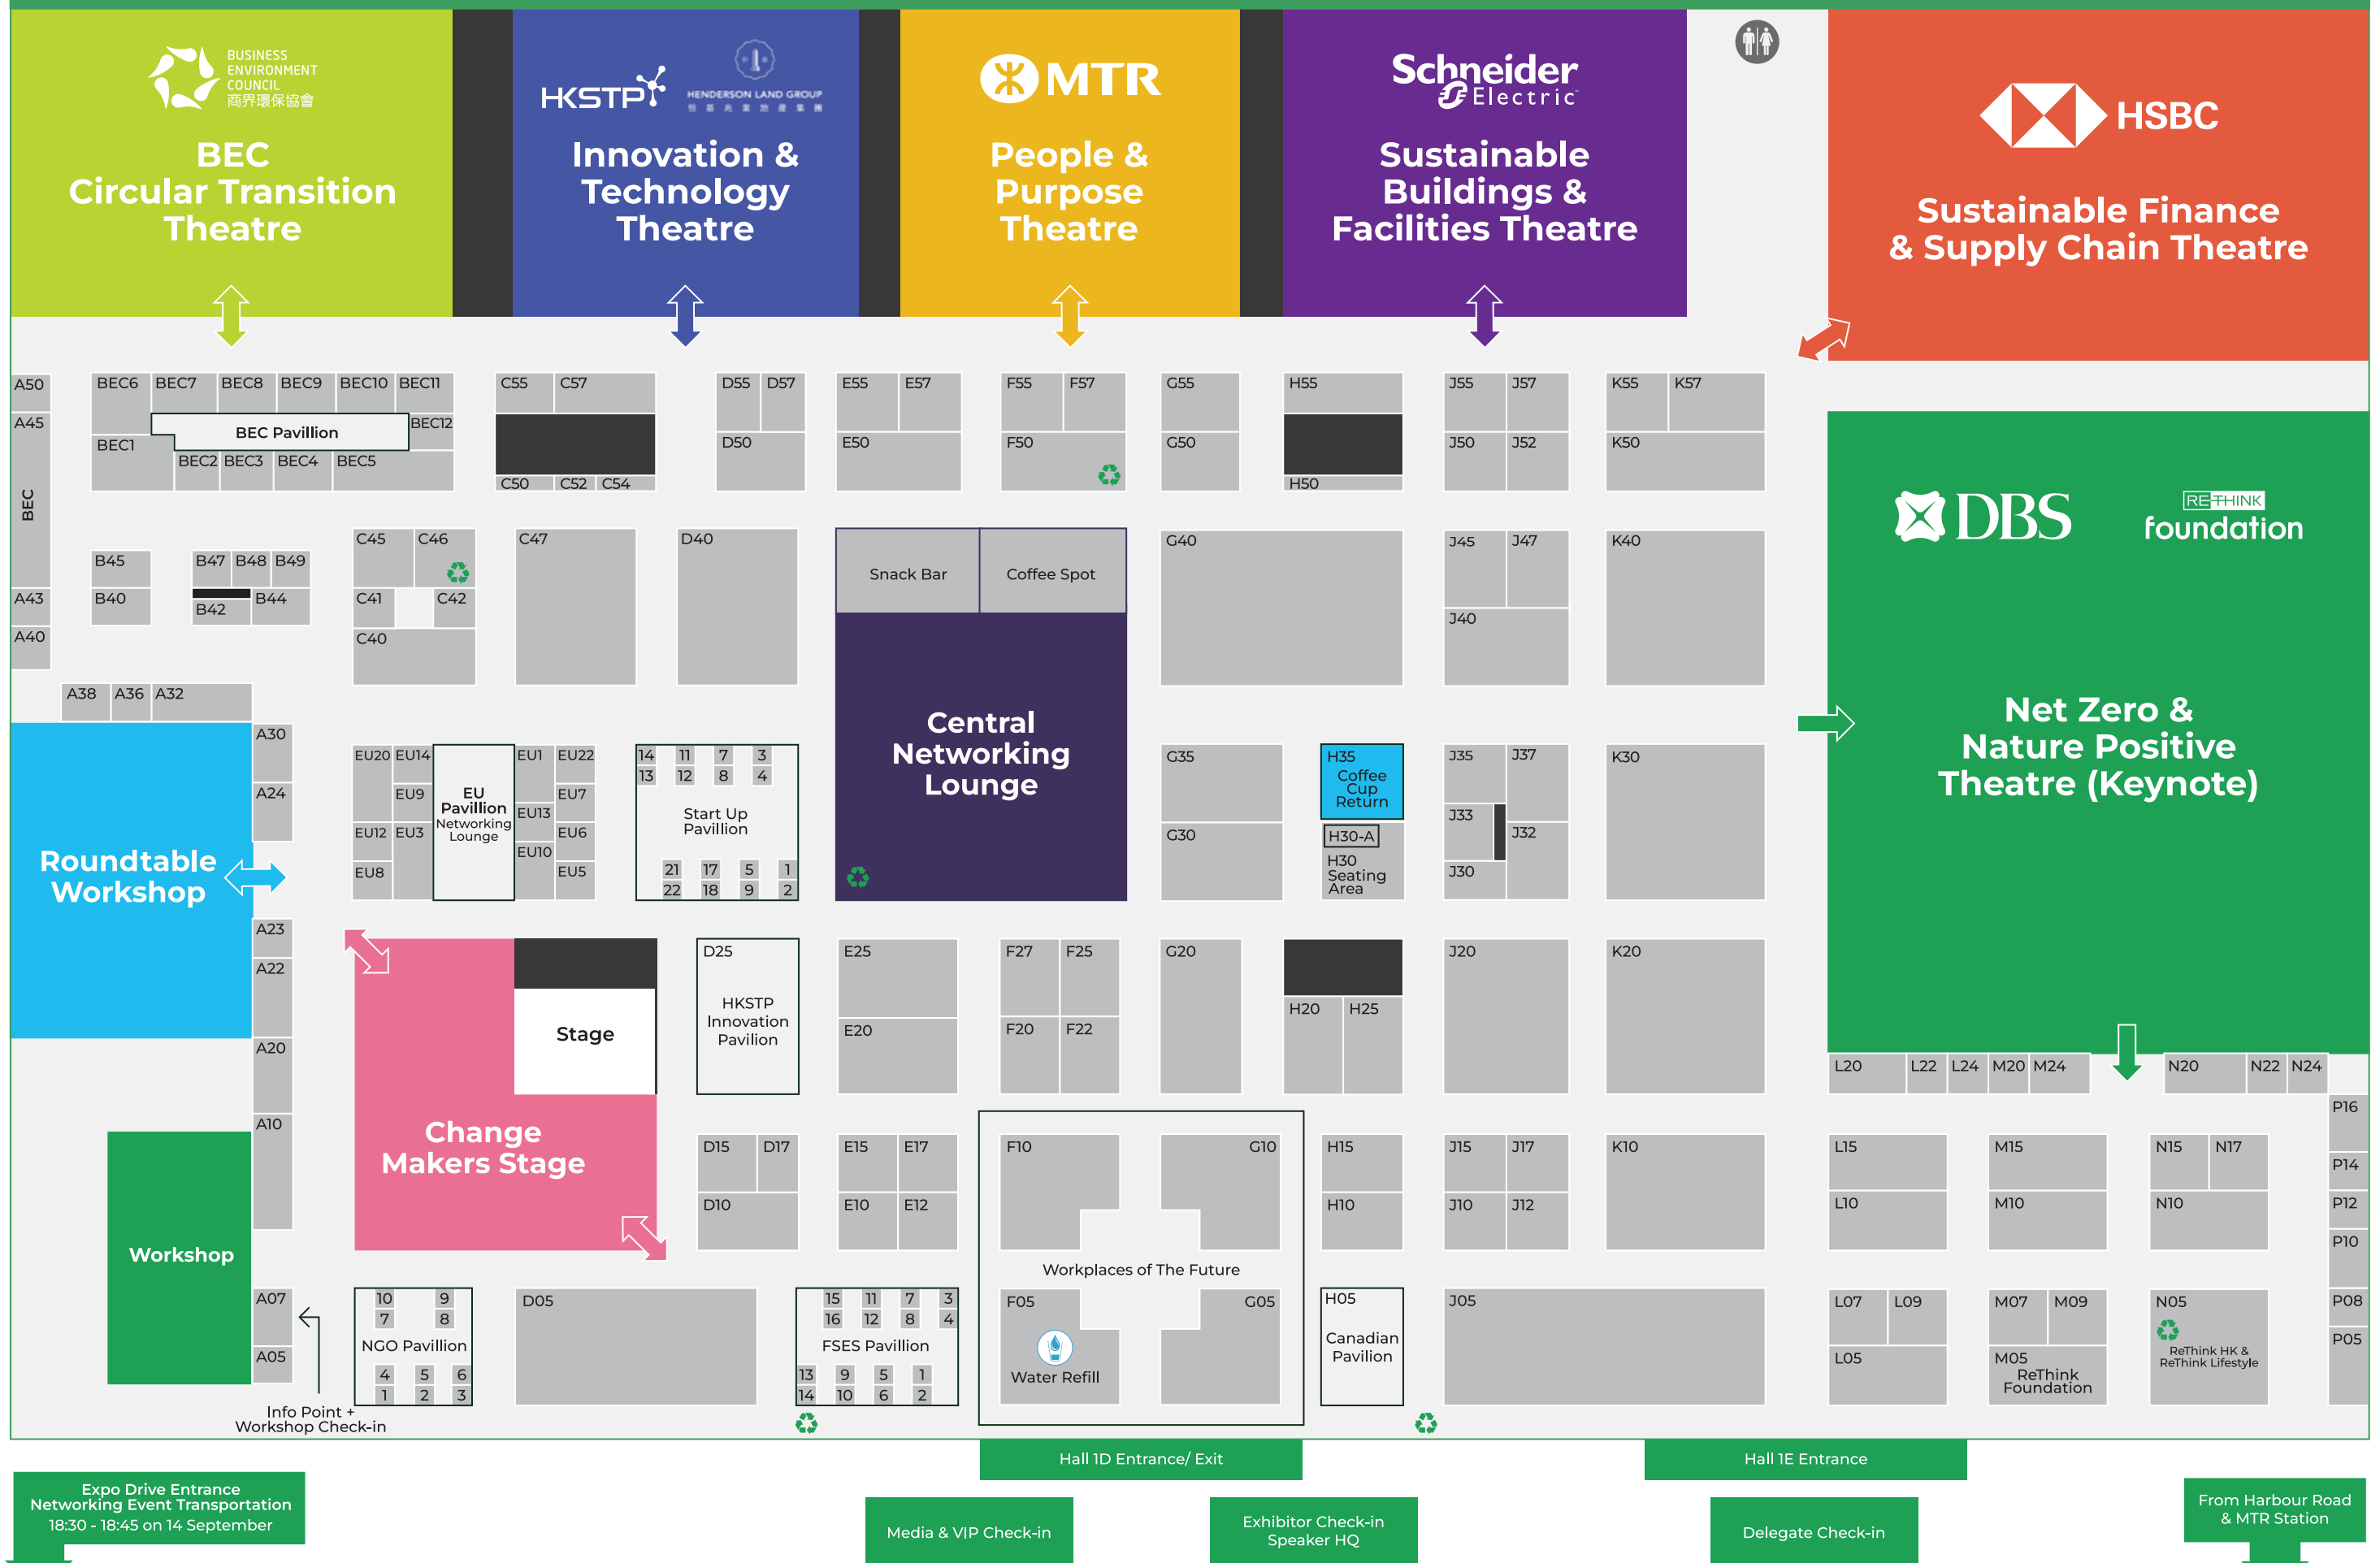 BUSINESS
ENVIRONMENT
COUNCIL
商界環保協會
BEC
Circular Transition
Theatre
HKSTP
HENDERSON LAND GROUP
恒基兆業地產集團
Innovation &
Technology
Theatre
MTR
People &
Purpose
Theatre
Schneider
Electric
Sustainable
Buildings &
Facilities Theatre
HSBC
Sustainable Finance
& Supply Chain Theatre
A50
A45
BEC
A43
A40
BEC6 BEC7 BEC8 BEC9 BEC10 BEC11
BEC Pavillion
BEC12
BEC1
BEC2 BEC3 BEC4 BEC5
C55 C57
C50 C52 C54
D55 D57
D50
E55 E57
E50
F55 F57
F50
G55
G50
H55
H50
J55 J57
J50 J52
K55 K57
K50
DBS
RETHINK
foundation
Net Zero &
Nature Positive
Theatre (Keynote)
B45
B40
B47 B48 B49
B42 B44
C45 C46
C41 C42
C40
C47
D40
Snack Bar
Coffee Spot
Central
Networking
Lounge
G40
J45 J47
J40
K40
A38 A36 A32
Roundtable
Workshop
A30
A24
A23
A22
A20
A10
EU20 EU14
EU9
EU12 EU3
EU8
EU
Pavillion
Networking
Lounge
EU1 EU22
EU7
EU13
EU6
EU10
EU5
14 11 7 3
13 12 8 4
Start Up
Pavillion
21 17 5 1
22 18 9 2
G35
G30
H35
Coffee
Cup
Return
H30-A
H30
Seating
Area
J35 J37
J33
J32
J30
K30
Stage
Change
Makers Stage
D25
HKSTP
Innovation
Pavilion
E25
E20
F27 F25
F20 F22
G20
H20 H25
J20
K20
L20 L22 L24 M20 M24
N20 N22 N24
P16
P14
P12
P10
P08
P05
Workshop
A07
A05
Info Point +
Workshop Check-in
D15 D17
D10
E15 E17
E10 E12
F10
G10
Workplaces of The Future
F05
G05
Water Refill
H15
H10
J15 J17
J10 J12
K10
L15
L10
M15
M10
N15 N17
N10
10 9
7 8
NGO Pavillion
4 5 6
1 2 3
D05
15 11 7 3
16 12 8 4
FSES Pavillion
13 9 5 1
14 10 6 2
H05
Canadian
Pavilion
J05
L07 L09
L05
M07 M09
M05
ReThink
Foundation
N05
ReThink HK &
ReThink Lifestyle
Hall 1D Entrance/ Exit
Hall 1E Entrance
Expo Drive Entrance
Networking Event Transportation
18:30 - 18:45 on 14 September
Media & VIP Check-in
Exhibitor Check-in
Speaker HQ
Delegate Check-in
From Harbour Road
& MTR Station